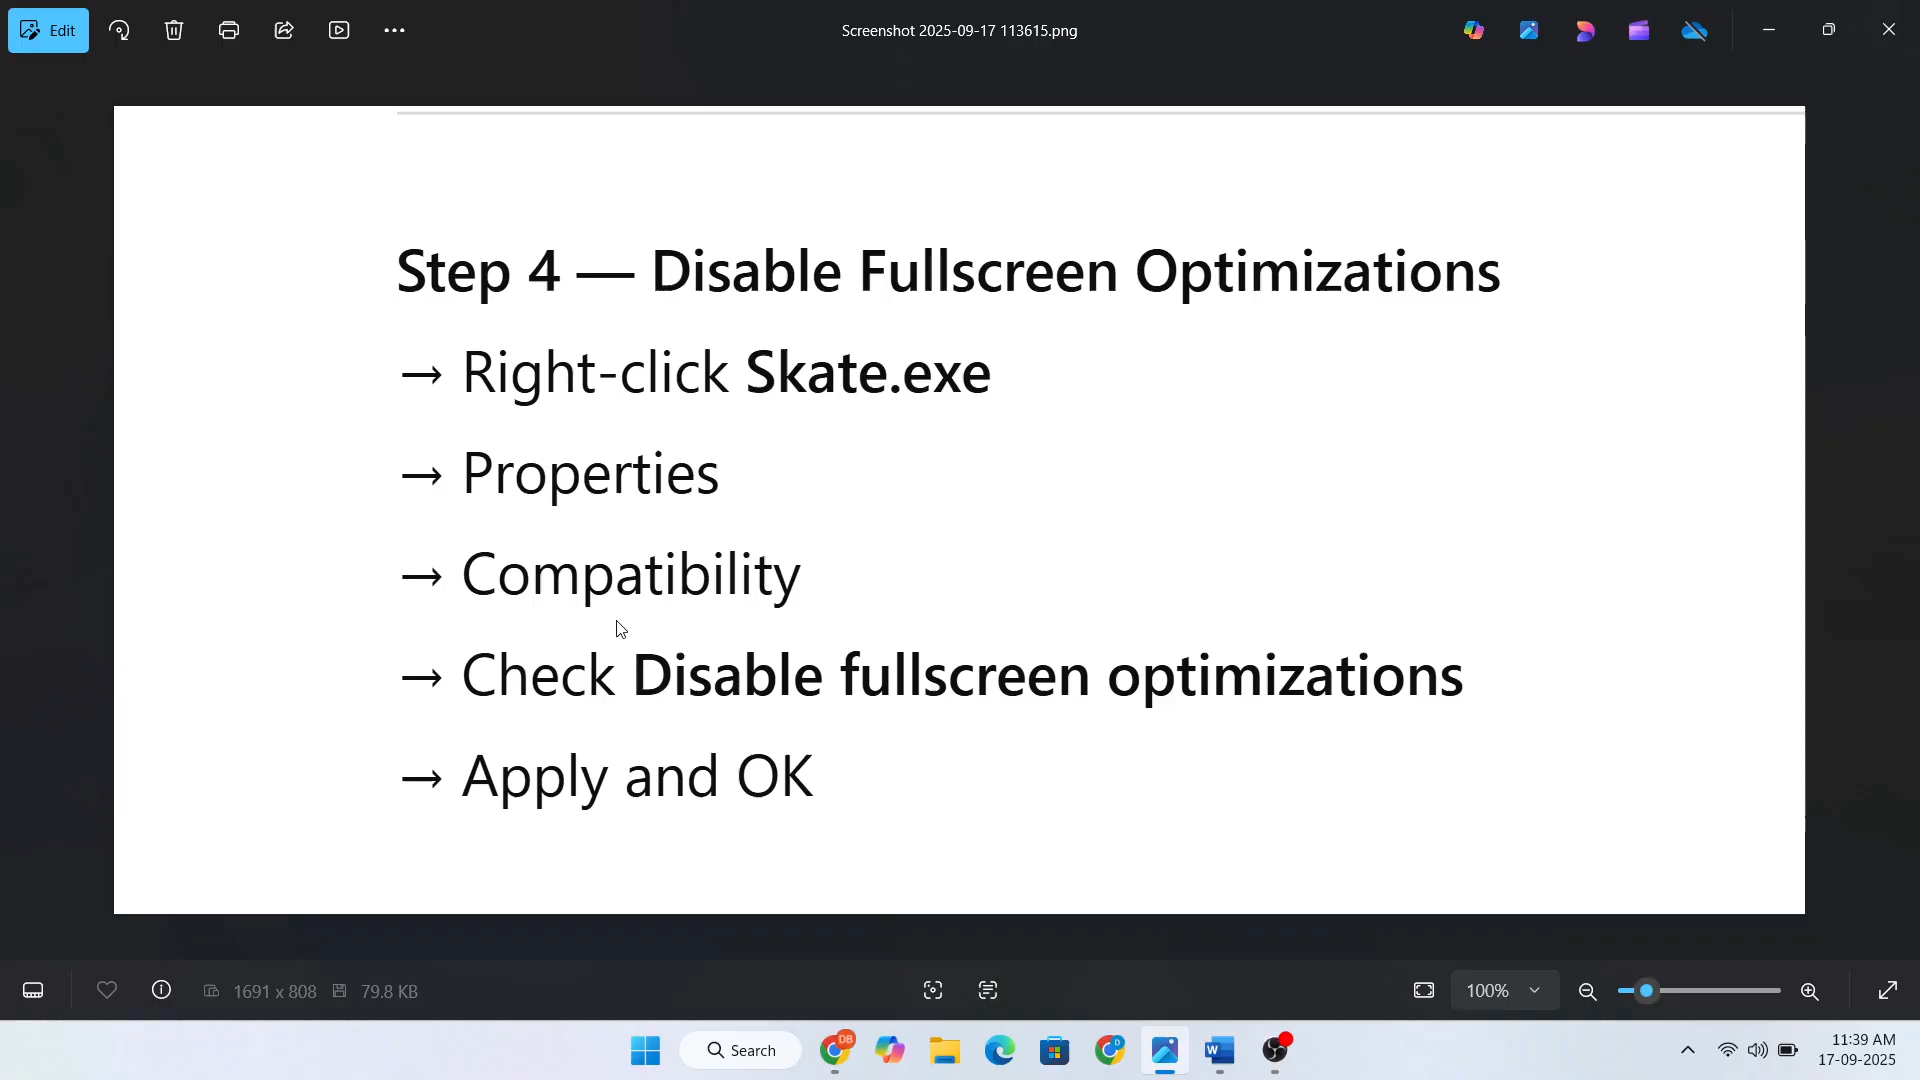 Edit
Screenshot 2025-09-17 113615.png
Step 4 — Disable Fullscreen Optimizations
→ Right-click Skate.exe
→ Properties
→ Compatibility
→ Check Disable fullscreen optimizations
→ Apply and OK
1691 x 808 79.8 KB 100%
Search DB D
11:39 AM
17-09-2025